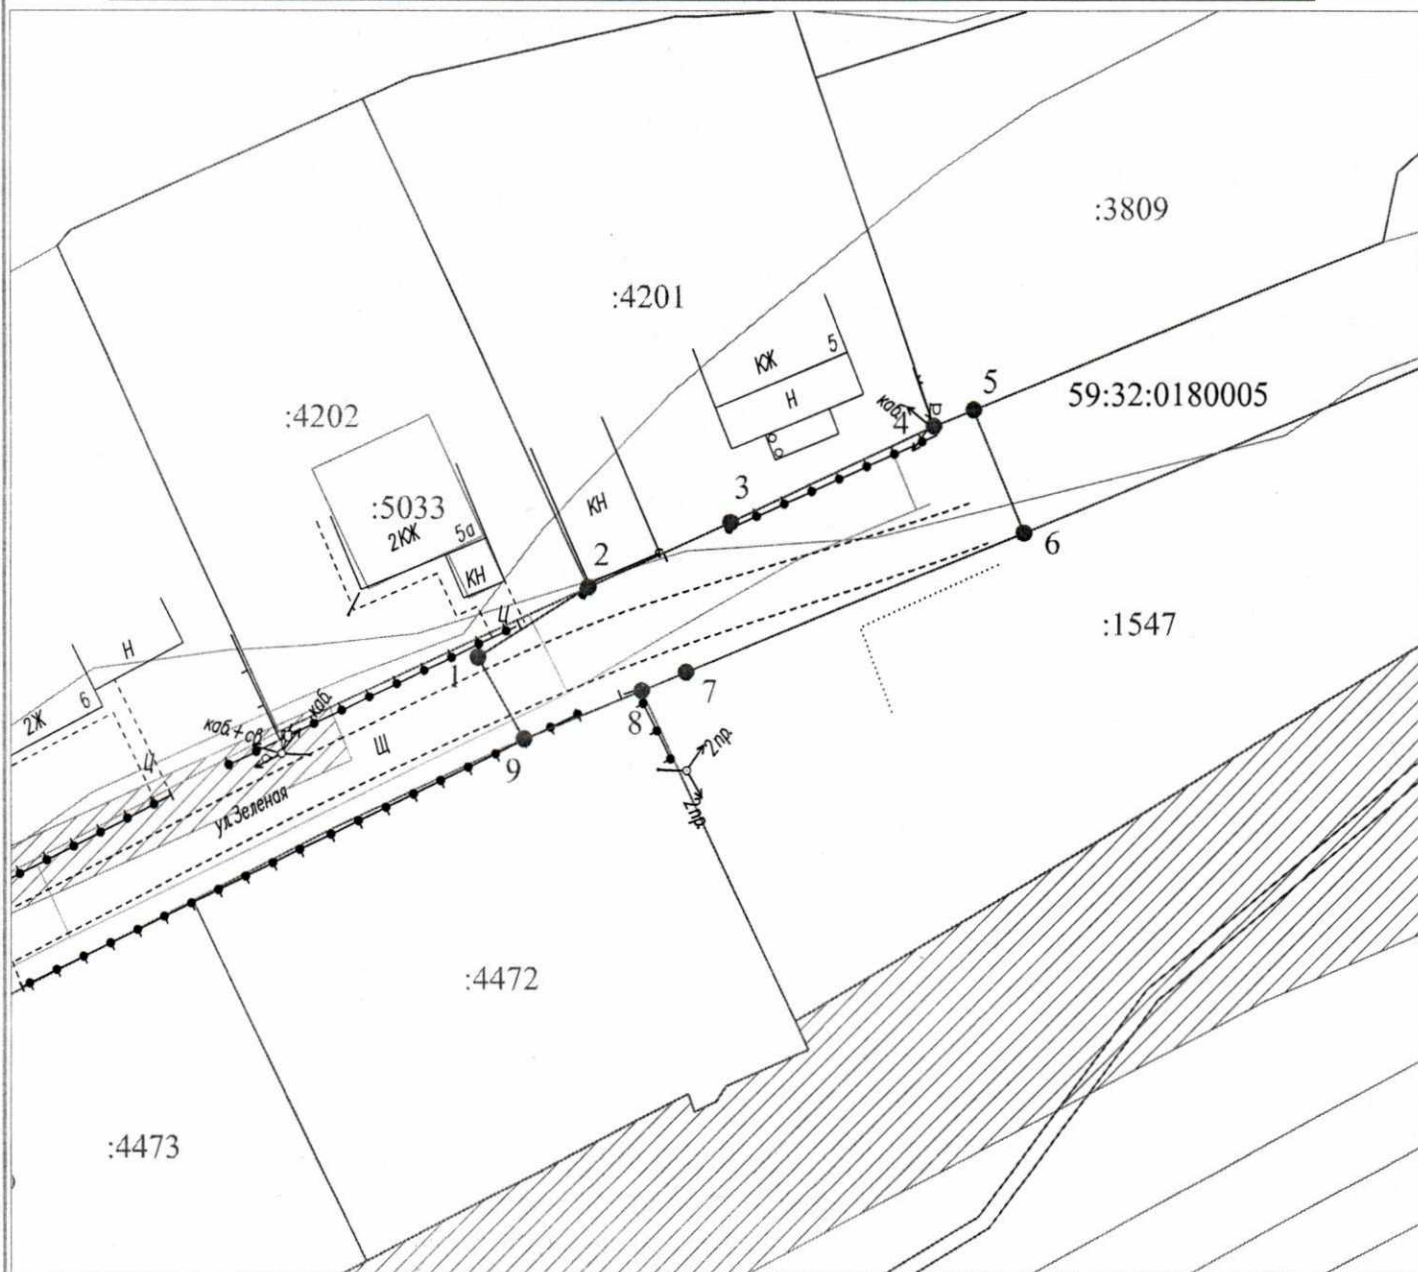 :3809
:4201
КЖ
5
Н
5
59:32:0180005
каб.
4
:4202
3
:5033
2КЖ
5а
КН
КН
2
6
:1547
Ц
1
7
8
2пр.
2пр.
Н
2Ж
6
каб.+св.
каб.
Щ
Ц
9
ул.Зеленая
:4472
:4473